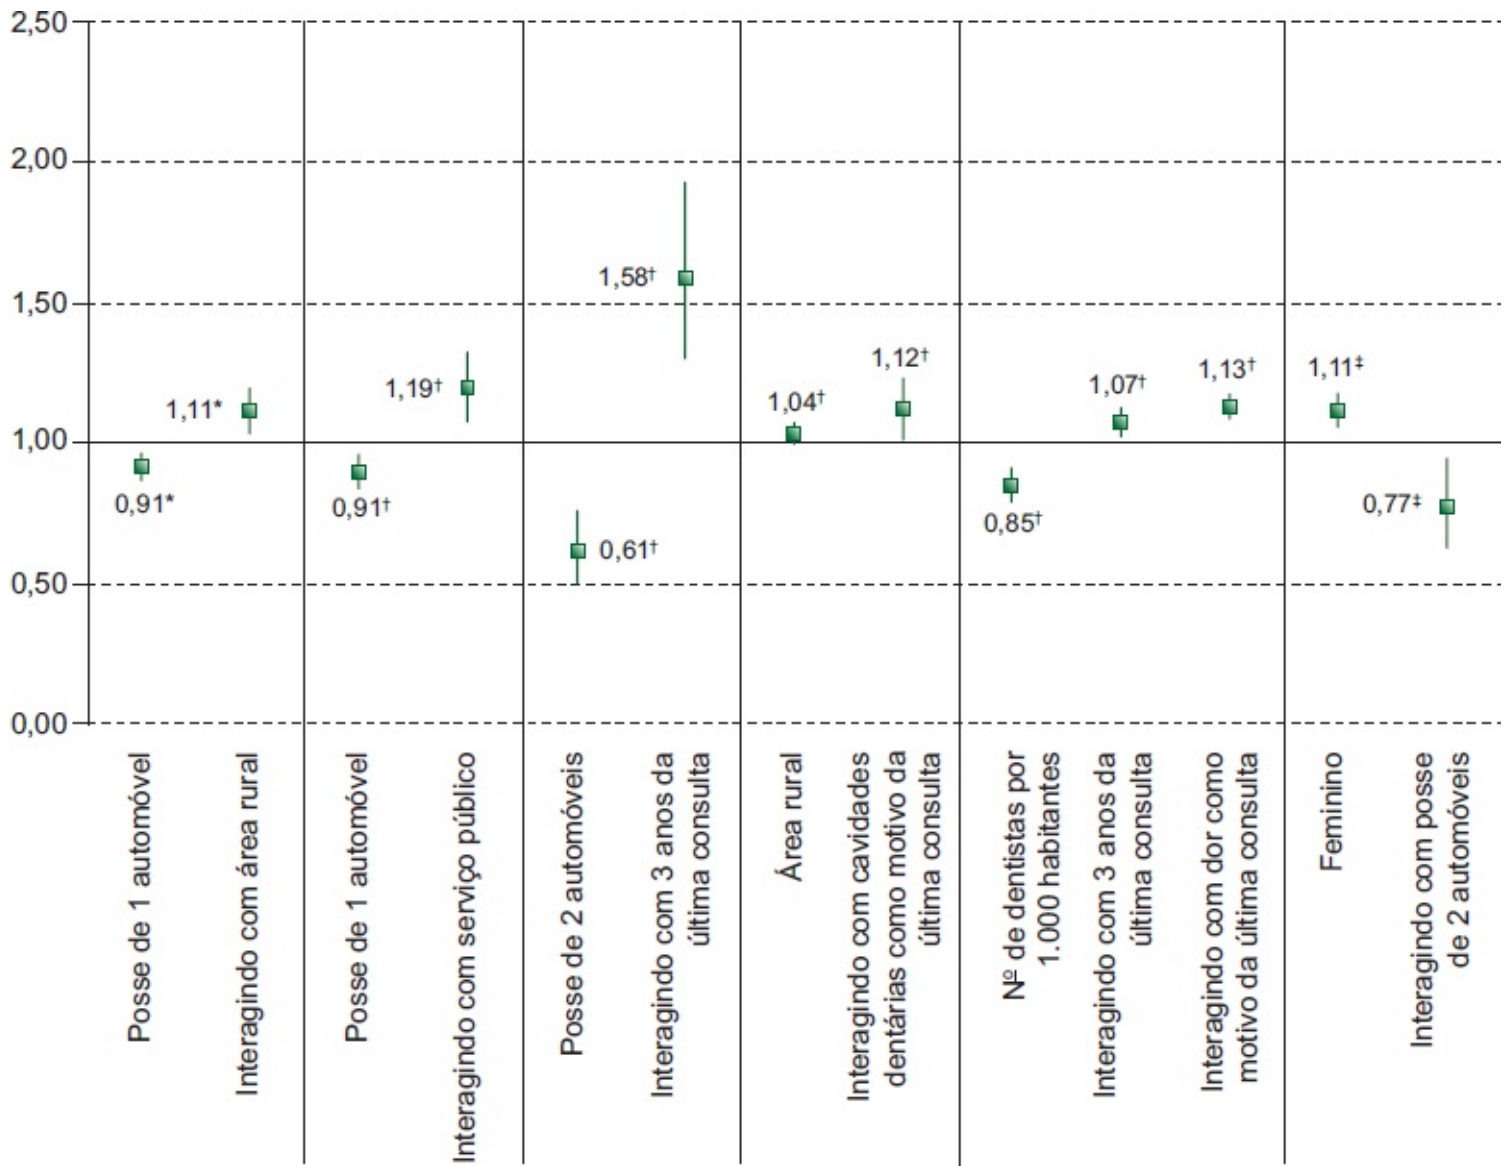 2,50
2,00
1,50
1,00
0,50
0,00
0,91*
1,11*
0,91†
1,19†
0,61†
1,58†
1,04†
1,12†
0,85†
1,07†
1,13†
1,11‡
0,77‡
Posse de 1 automóvel
Interagindo com área rural
Posse de 1 automóvel
Interagindo com serviço público
Posse de 2 automóveis
Interagindo com 3 anos da
última consulta
Área rural
Interagindo com cavidades
dentárias como motivo da
última consulta
Nº de dentistas por
1.000 habitantes
Interagindo com 3 anos da
última consulta
Interagindo com dor como
motivo da última consulta
Feminino
Interagindo com posse
de 2 automóveis